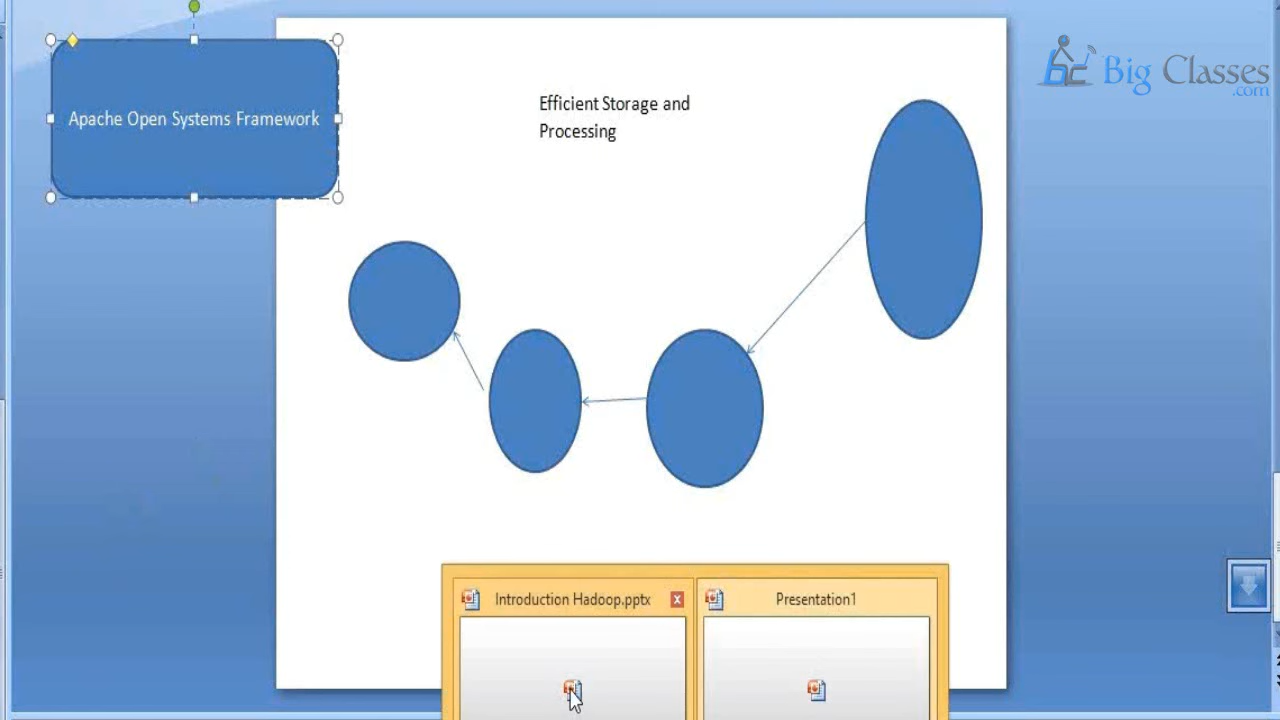 Big Classes
.com
Apache Open Systems Framework
Efficient Storage and
Processing
Introduction Hadoop.pptx
Presentation1